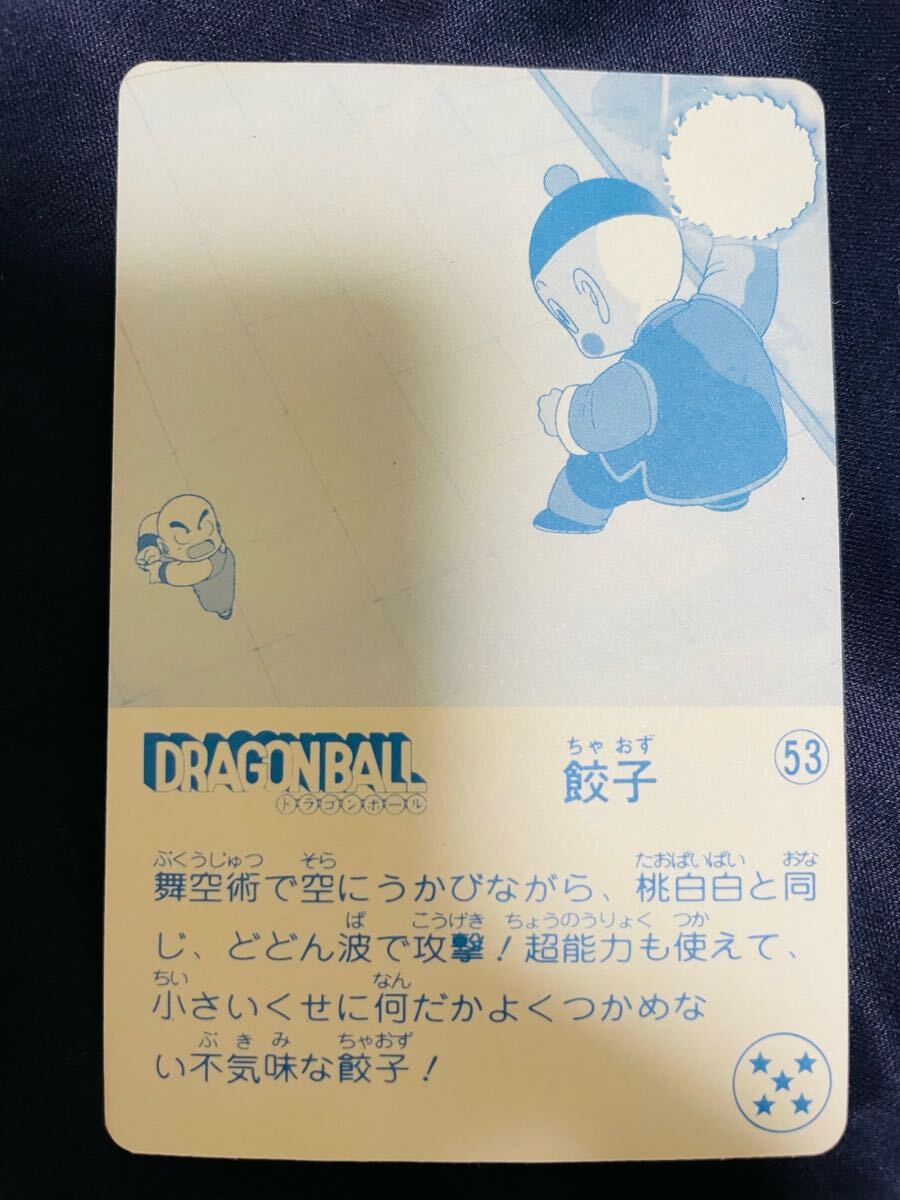 DRAGONBALL
ドラゴンボール
ちゃおず
餃子
53
ぶくうじゅつ そら たおぱいぱい おな
舞空術で空にうかびながら、桃白白と同
ぱ こうげき ちょうのうりょく つか
じ、どどん波で攻撃！超能力も使えて、
ちい なん
小さいくせに何だかよくつかめな
ぶきみ ちゃおず
い不気味な餃子！